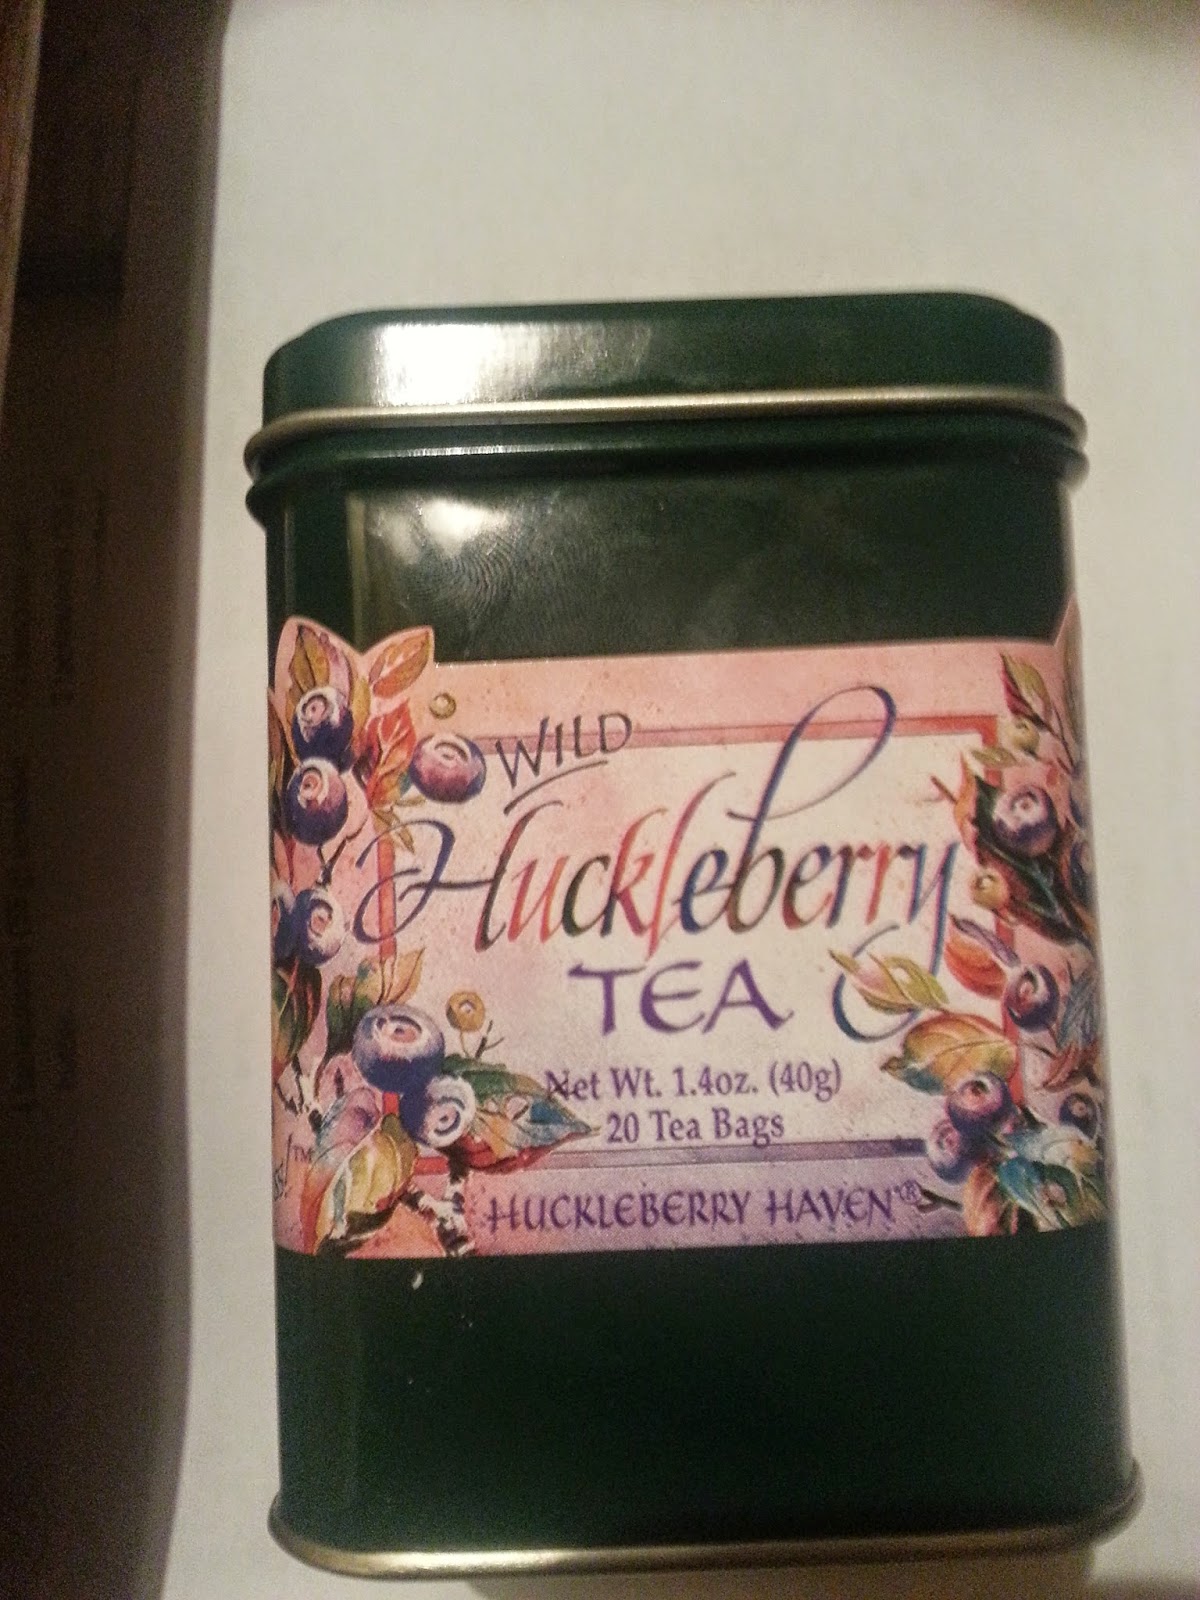 WILD
Huckleberry
TEA
Net Wt. 1.4oz. (40g)
20 Tea Bags
HUCKLEBERRY HAVEN®